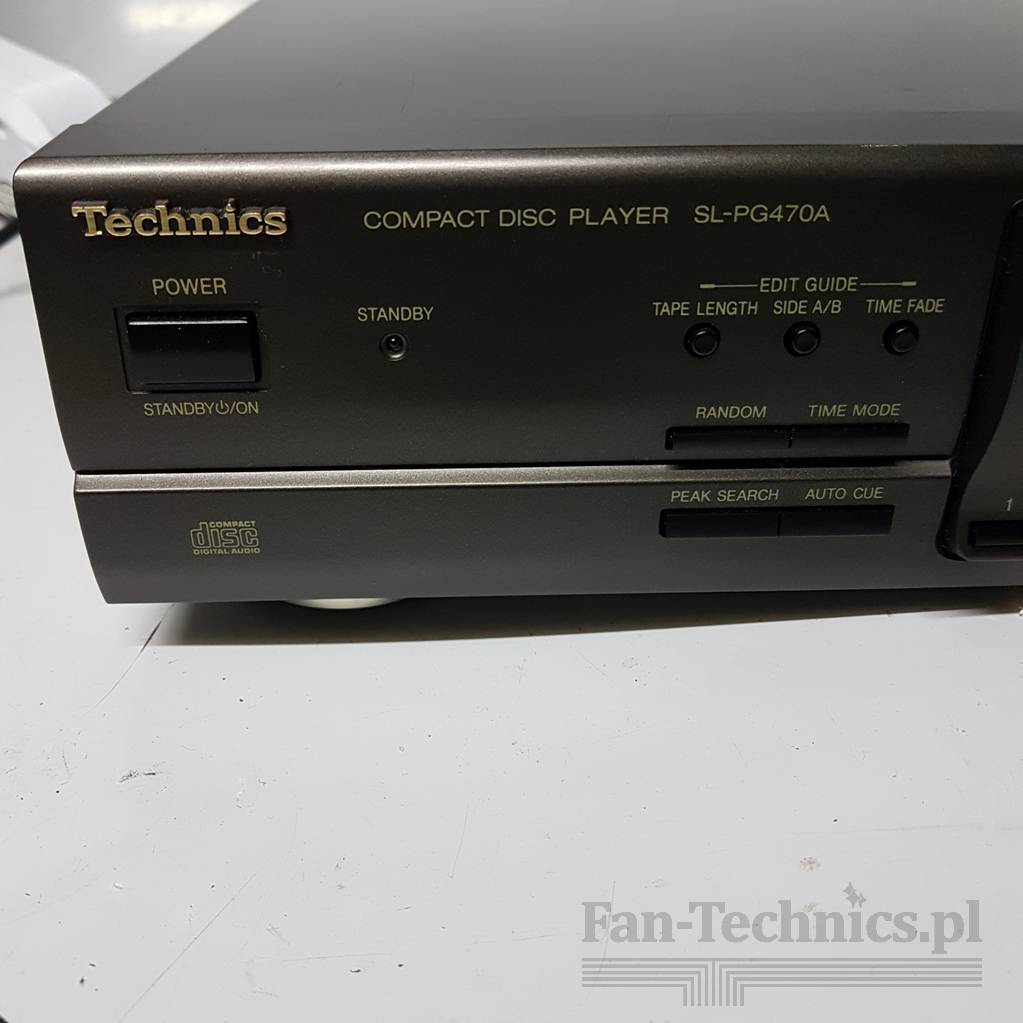 Technics COMPACT DISC PLAYER SL-PG470A
POWER
STANDBY⏻/ON
STANDBY
EDIT GUIDE
TAPE LENGTH SIDE A/B TIME FADE
RANDOM TIME MODE
PEAK SEARCH AUTO CUE
1
COMPACT
disc
DIGITAL AUDIO
Fan-Technics.pl